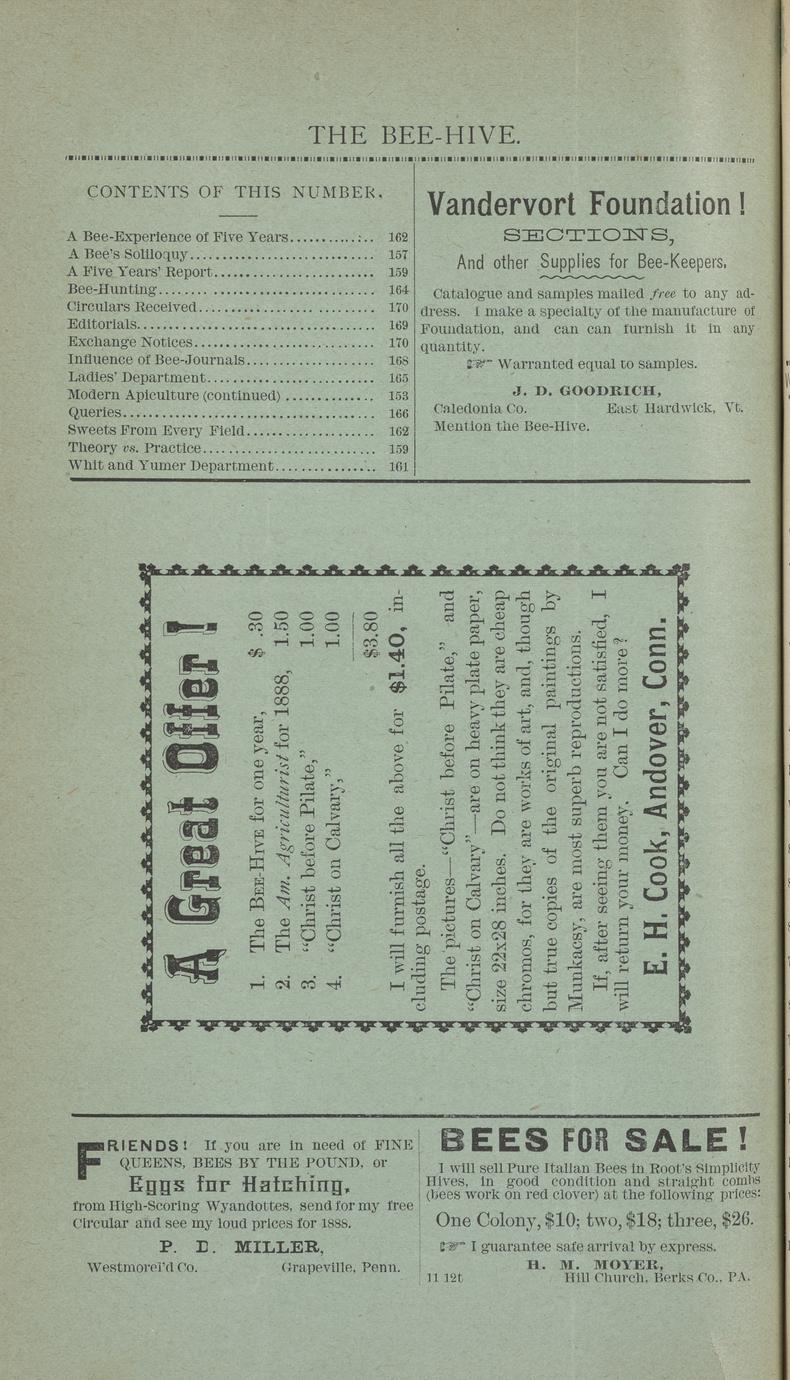 THE BEE-HIVE.
CONTENTS OF THIS NUMBER.
A Bee-Experience of Five Years............:.. 162
A Bee's Soliloquy............................. 157
A Five Years' Report......................... 159
Bee-Hunting........ ......................... 164
Circulars Received............................ 170
Editorials...................................... 169
Exchange Notices............................. 170
Influence of Bee-Journals..................... 168
Ladies' Department........................... 165
Modern Apiculture (continued) .............. 153
Queries........................................ 166
Sweets From Every Field..................... 162
Theory vs. Practice........................... 159
Whit and Yumer Department................. 161
Vandervort Foundation!
SECTIONS,
And other Supplies for Bee-Keepers.
Catalogue and samples mailed free to any ad-
dress. I make a specialty of the manufacture of
Foundation, and can can furnish it in any
quantity.
☞ Warranted equal to samples.
J. D. GOODRICH,
Caledonia Co. East Hardwick, Vt.
Mention the Bee-Hive.
A Great Offer!
1. The BEE-HIVE for one year, $ .30
2. The Am. Agriculturist for 1888, 1.50
3. "Christ before Pilate," 1.00
4. "Christ on Calvary," 1.00
$3.80
I will furnish all the above for $1.40, in-
cluding postage.
The pictures—"Christ before Pilate," and
"Christ on Calvary"—are on heavy plate paper,
size 22x28 inches. Do not think they are cheap
chromos, for they are works of art, and, though
but true copies of the original paintings by
Munkacsy, are most superb reproductions.
If, after seeing them you are not satisfied, I
will return your money. Can I do more?
E. H. Cook, Andover, Conn.
FRIENDS! If you are in need of FINE
QUEENS, BEES BY THE POUND, or
Eggs for Hatching,
from High-Scoring Wyandottes, send for my free
Circular and see my loud prices for 1888.
P. D. MILLER,
Westmorel'd Co. Grapeville, Penn.
BEES FOR SALE!
I will sell Pure Italian Bees in Root's Simplicity
Hives, in good condition and straight combs
(bees work on red clover) at the following prices:
One Colony, $10; two, $18; three, $26.
☞ I guarantee safe arrival by express.
H. M. MOYER,
11 12t Hill Church, Berks Co., PA.